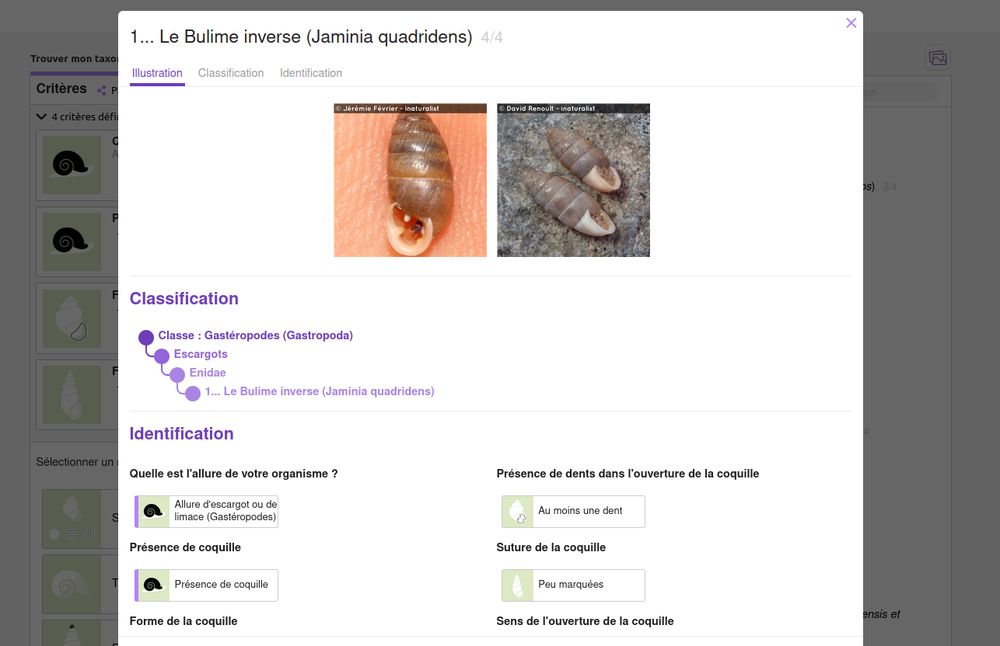 1... Le Bulime inverse (Jaminia quadridens) 4/4
Illustration Classification Identification
Trouver mon
Critères
4 critères
© Jérémie Février - inaturalist
© David Renoult - inaturalist
3/4
Classification
Classe : Gastéropodes (Gastropoda)
Escargots
Enidae
1... Le Bulime inverse (Jaminia quadridens)
Identification
Quelle est l'allure de votre organisme ?
Allure d'escargot ou de
limace (Gastéropodes)
Présence de coquille
Présence de coquille
Forme de la coquille
Présence de dents dans l'ouverture de la coquille
Au moins une dent
Suture de la coquille
Peu marquées
Sens de l'ouverture de la coquille
Sélectionner un
ensis et